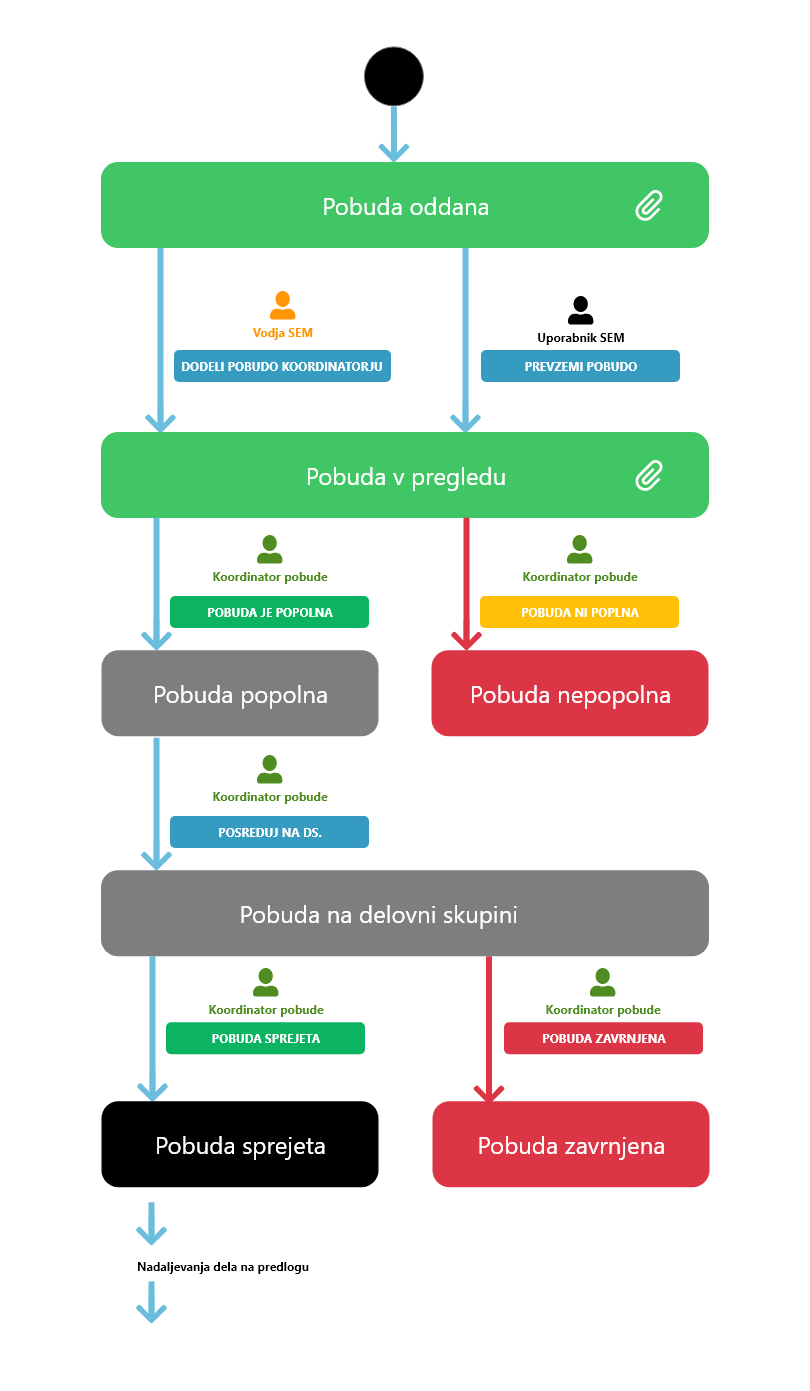 Pobuda oddana
Vodja SEM
Uporabnik SEM
DODELI POBUDO KOORDINATORJU
PREVZEMI POBUDO
Pobuda v pregledu
Koordinator pobude
Koordinator pobude
POBUDA JE POPOLNA
POBUDA NI POPLNA
Pobuda popolna
Pobuda nepopolna
Koordinator pobude
POSREDUJ NA DS.
Pobuda na delovni skupini
Koordinator pobude
Koordinator pobude
POBUDA SPREJETA
POBUDA ZAVRNJENA
Pobuda sprejeta
Pobuda zavrnjena
Nadaljevanja dela na predlogu